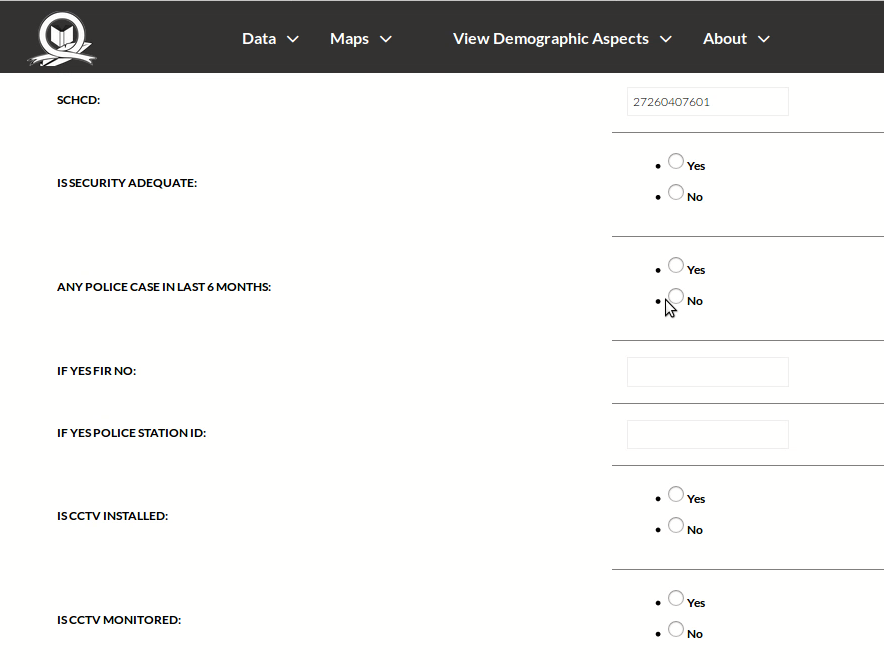 Data Maps View Demographic Aspects About
SCHCD: 27260407601
IS SECURITY ADEQUATE:
Yes
No
ANY POLICE CASE IN LAST 6 MONTHS:
Yes
No
IF YES FIR NO:
IF YES POLICE STATION ID:
IS CCTV INSTALLED:
Yes
No
IS CCTV MONITORED:
Yes
No